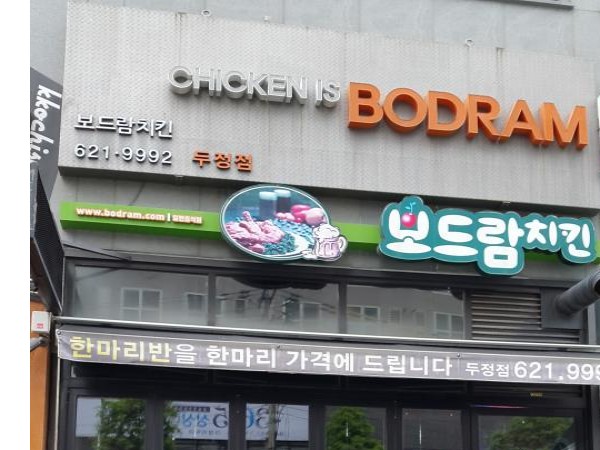 CHICKEN IS BODRAM
보드람치킨
621-9992 두정점
kkochi
www.bodram.com
보드람치킨
한마리반을 한마리 가격에 드립니다 두정점 621.999
365